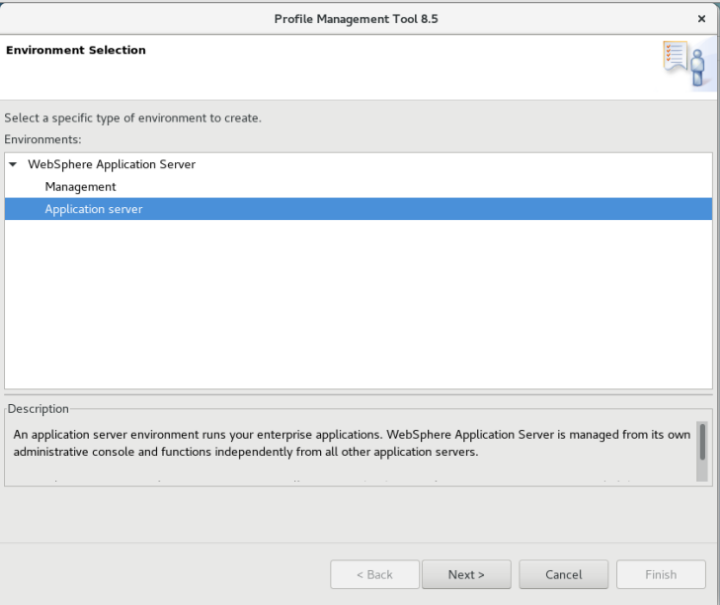 Profile Management Tool 8.5
×
Environment Selection
Select a specific type of environment to create.
Environments:
WebSphere Application Server
Management
Application server
Description
An application server environment runs your enterprise applications. WebSphere Application Server is managed from its own
administrative console and functions independently from all other application servers.
< Back
Next >
Cancel
Finish